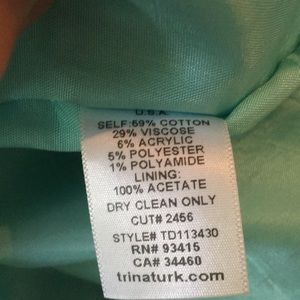 U.S.A.
SELF:59% COTTON
29% VISCOSE
6% ACRYLIC
5% POLYESTER
1% POLYAMIDE
LINING:
100% ACETATE
DRY CLEAN ONLY
CUT# 2456
STYLE# TD113430
RN# 93415
CA# 34460
trinaturk.com